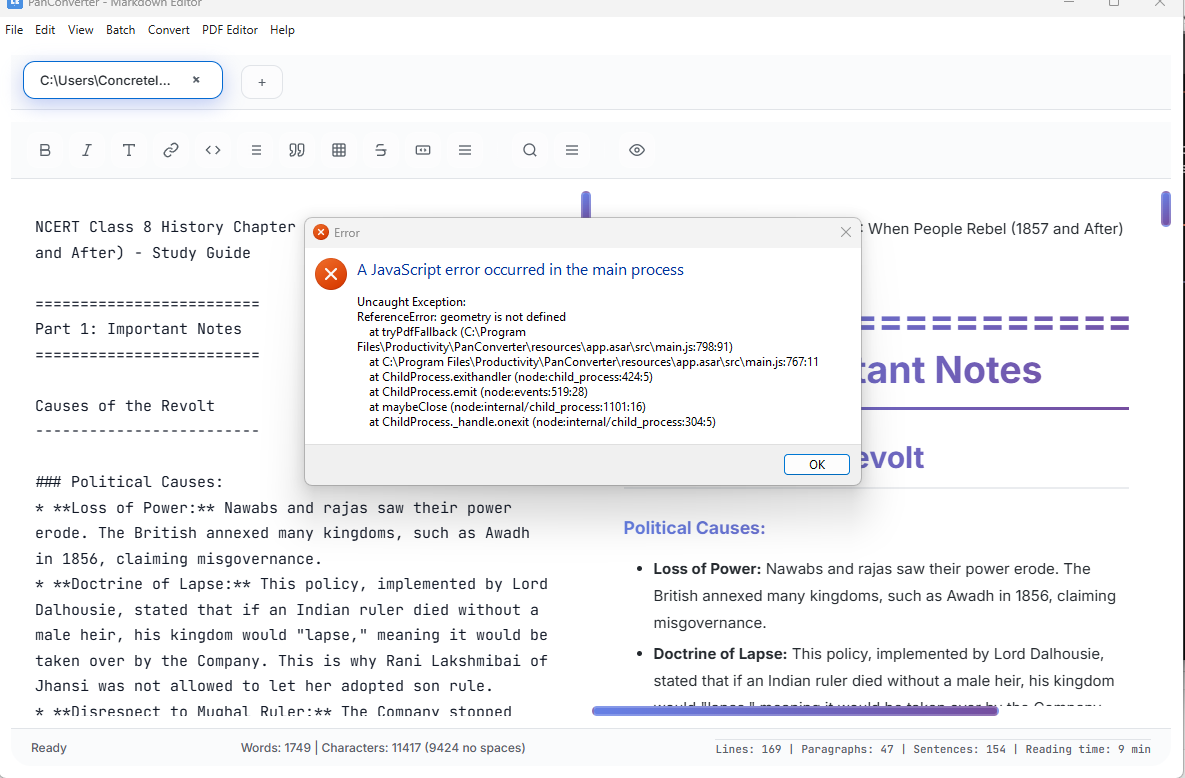 PanConverter - Markdown Editor
File Edit View Batch Convert PDF Editor Help
C:\Users\Concretel... ×
+
NCERT Class 8 History Chapter
and After) - Study Guide
=========================
Part 1: Important Notes
=========================
Causes of the Revolt
-------------------------
### Political Causes:
* **Loss of Power:** Nawabs and rajas saw their power
erode. The British annexed many kingdoms, such as Awadh
in 1856, claiming misgovernance.
* **Doctrine of Lapse:** This policy, implemented by Lord
Dalhousie, stated that if an Indian ruler died without a
male heir, his kingdom would "lapse," meaning it would be
taken over by the Company. This is why Rani Lakshmibai of
Jhansi was not allowed to let her adopted son rule.
* **Disrespect to Mughal Ruler:** The Company stopped
Error
A JavaScript error occurred in the main process
Uncaught Exception:
ReferenceError: geometry is not defined
at tryPdfFallback (C:\Program
Files\Productivity\PanConverter\resources\app.asar\src\main.js:798:91)
at C:\Program Files\Productivity\PanConverter\resources\app.asar\src\main.js:767:11
at ChildProcess.exithandler (node:child_process:424:5)
at ChildProcess.emit (node:events:519:28)
at maybeClose (node:internal/child_process:1101:16)
at ChildProcess._handle.onexit (node:internal/child_process:304:5)
OK
: When People Rebel (1857 and After)
===========
tant Notes
evolt
Political Causes:
• Loss of Power: Nawabs and rajas saw their power erode. The
British annexed many kingdoms, such as Awadh in 1856, claiming
misgovernance.
• Doctrine of Lapse: This policy, implemented by Lord Dalhousie,
stated that if an Indian ruler died without a male heir, his kingdom
would "lapse," meaning it would be taken over by the Company.
Ready
Words: 1749 | Characters: 11417 (9424 no spaces)
Lines: 169 | Paragraphs: 47 | Sentences: 154 | Reading time: 9 min